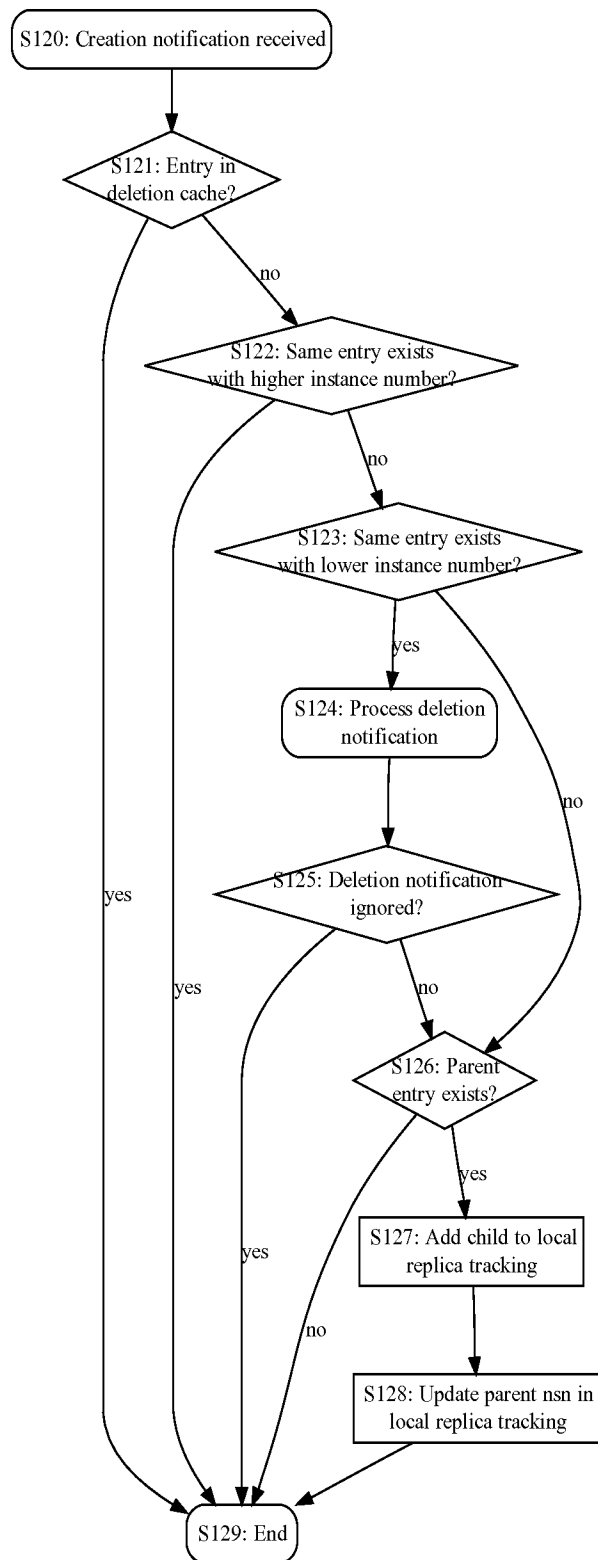 S120: Creation notification received
S121: Entry in
deletion cache?
no
S122: Same entry exists
with higher instance number?
no
S123: Same entry exists
with lower instance number?
yes
S124: Process deletion
notification
no
S125: Deletion notification
ignored?
yes
yes
no
S126: Parent
entry exists?
yes
S127: Add child to local
replica tracking
yes
no
S128: Update parent nsn in
local replica tracking
S129: End